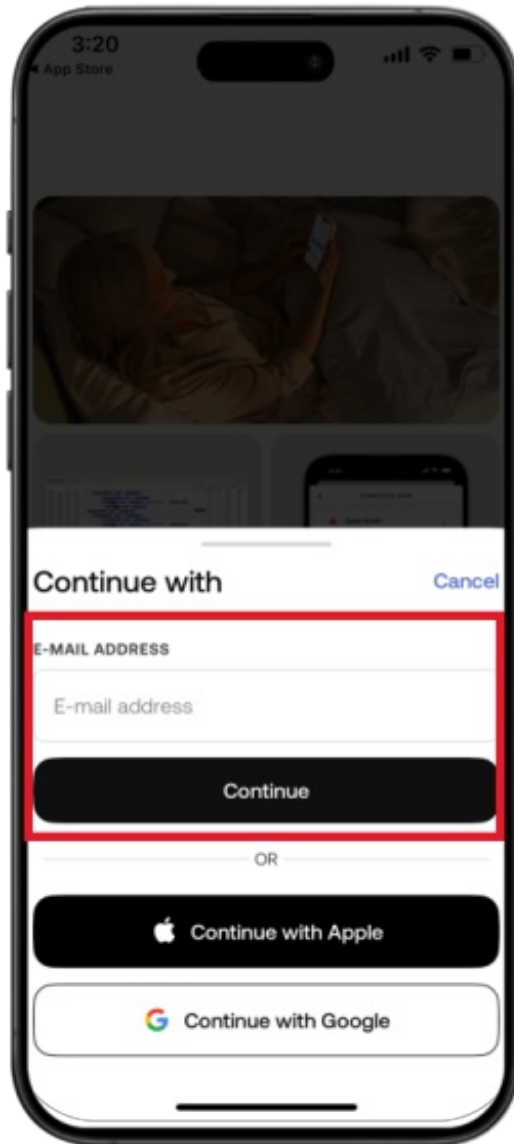 3:20
App Store
Continue with
Cancel
E-MAIL ADDRESS
E-mail address
Continue
OR
Continue with Apple
Continue with Google